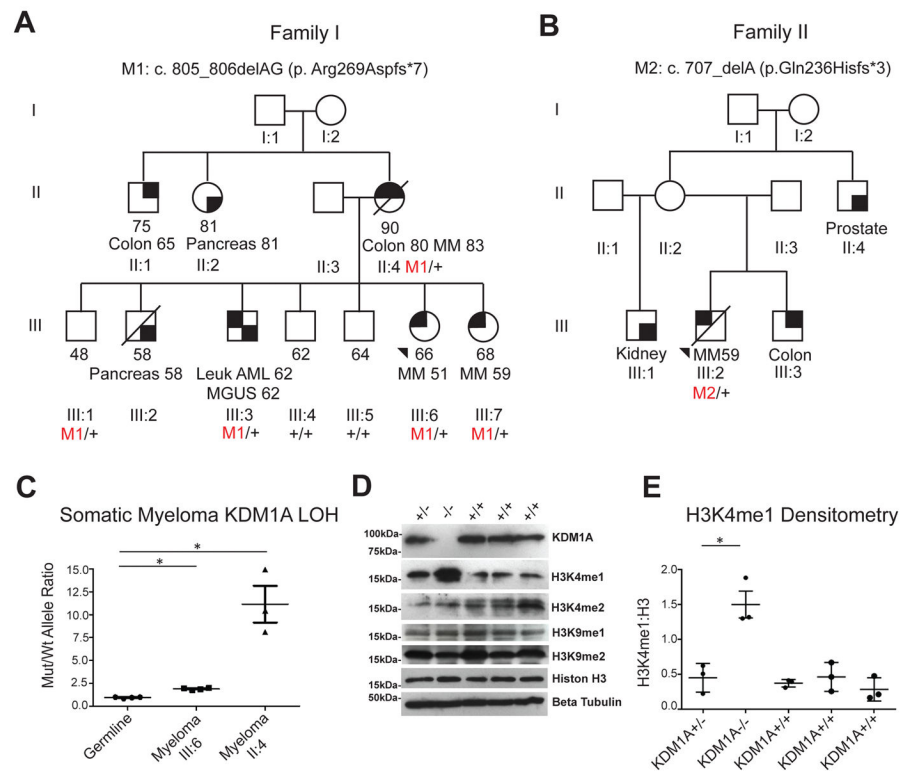 A
Family I
M1: c. 805_806delAG (p. Arg269Aspfs*7)
I
I:1
I:2
II
75
81
90
Colon 65
Pancreas 81
Colon 80 MM 83
II:1
II:2
II:3
II:4 M1/+
III
48
58
62
64
66
68
Pancreas 58
Leuk AML 62
MM 51
MM 59
MGUS 62
III:1
III:2
III:3
III:4
III:5
III:6
III:7
M1/+
M1/+
+/+
+/+
M1/+
M1/+
B
Family II
M2: c. 707_delA (p.Gln236Hisfs*3)
I
I:1
I:2
II
Prostate
II:1
II:2
II:3
II:4
III
Kidney
MM59
Colon
III:1
III:2
III:3
M2/+
C
Somatic Myeloma KDM1A LOH
Mut/Wt Allele Ratio
15.0
12.5
10.0
7.5
5.0
2.5
0.0
*
*
Germline
Myeloma III:6
Myeloma II:4
D
+/-
-/-
+/+
+/+
+/+
100kDa-
75kDa-
KDM1A
15kDa-
H3K4me1
15kDa-
H3K4me2
15kDa-
H3K9me1
15kDa-
H3K9me2
15kDa-
Histon H3
50kDa-
Beta Tubulin
E
H3K4me1 Densitometry
H3K4me1:H3
2.0
1.5
1.0
0.5
0.0
*
KDM1A+/-
KDM1A-/-
KDM1A+/+
KDM1A+/+
KDM1A+/+